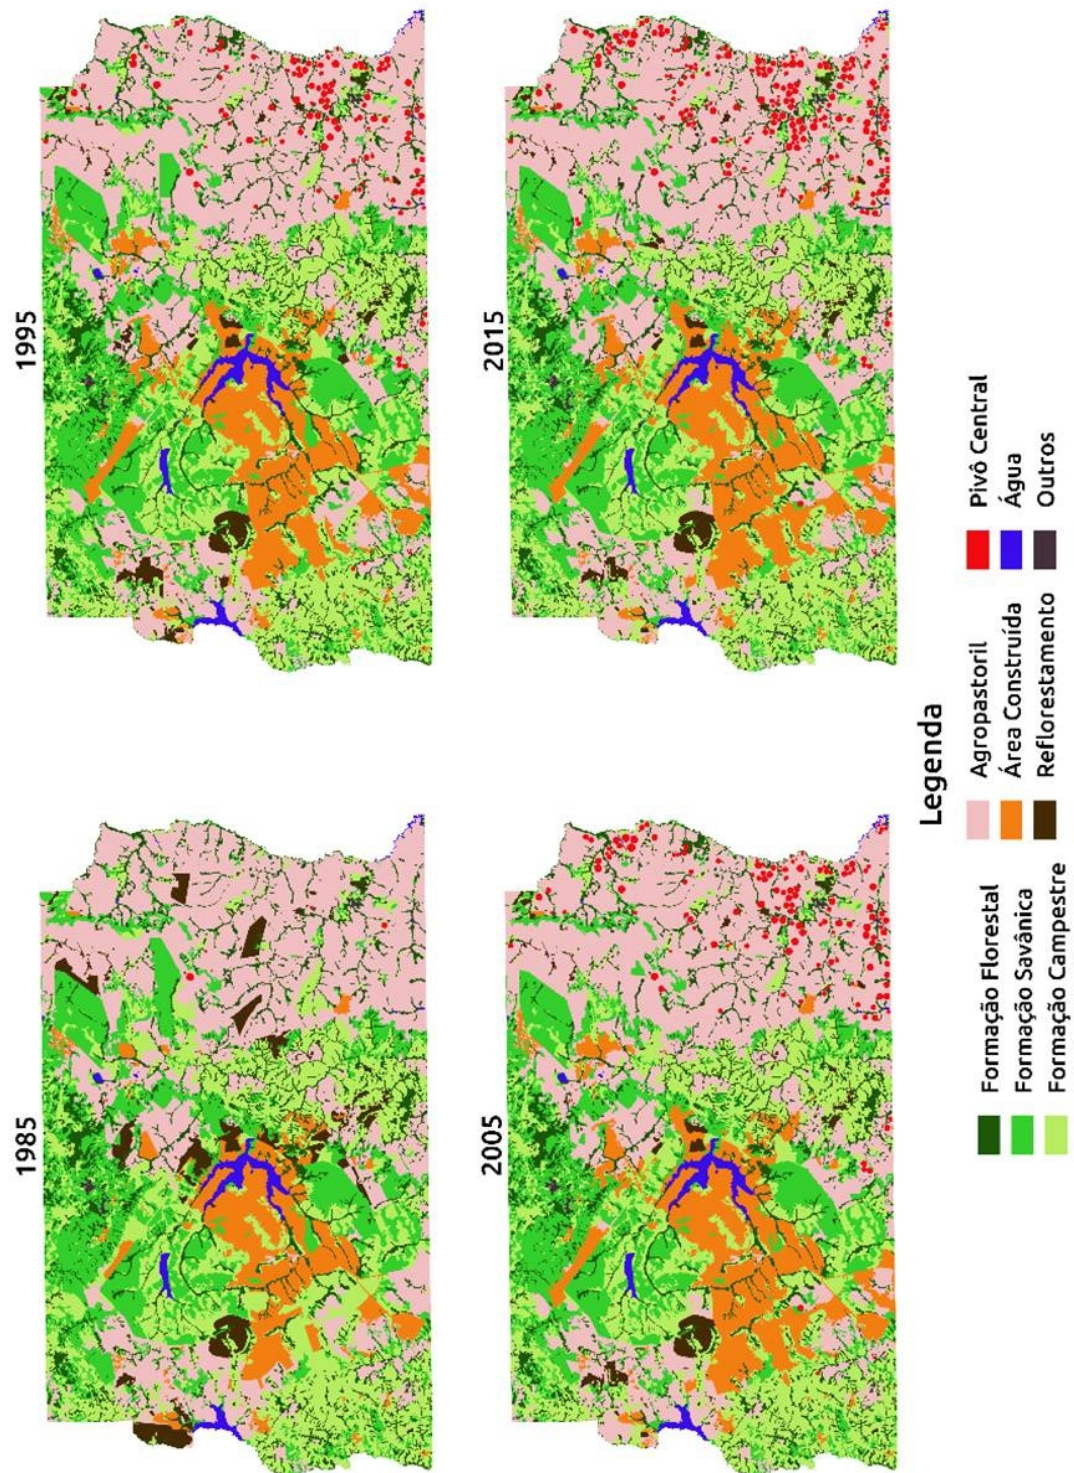 1985
1995
2005
2015
Legenda
Formação Florestal
Formação Savânica
Formação Campestre
Agropastoril
Área Construída
Reflorestamento
Pivô Central
Água
Outros